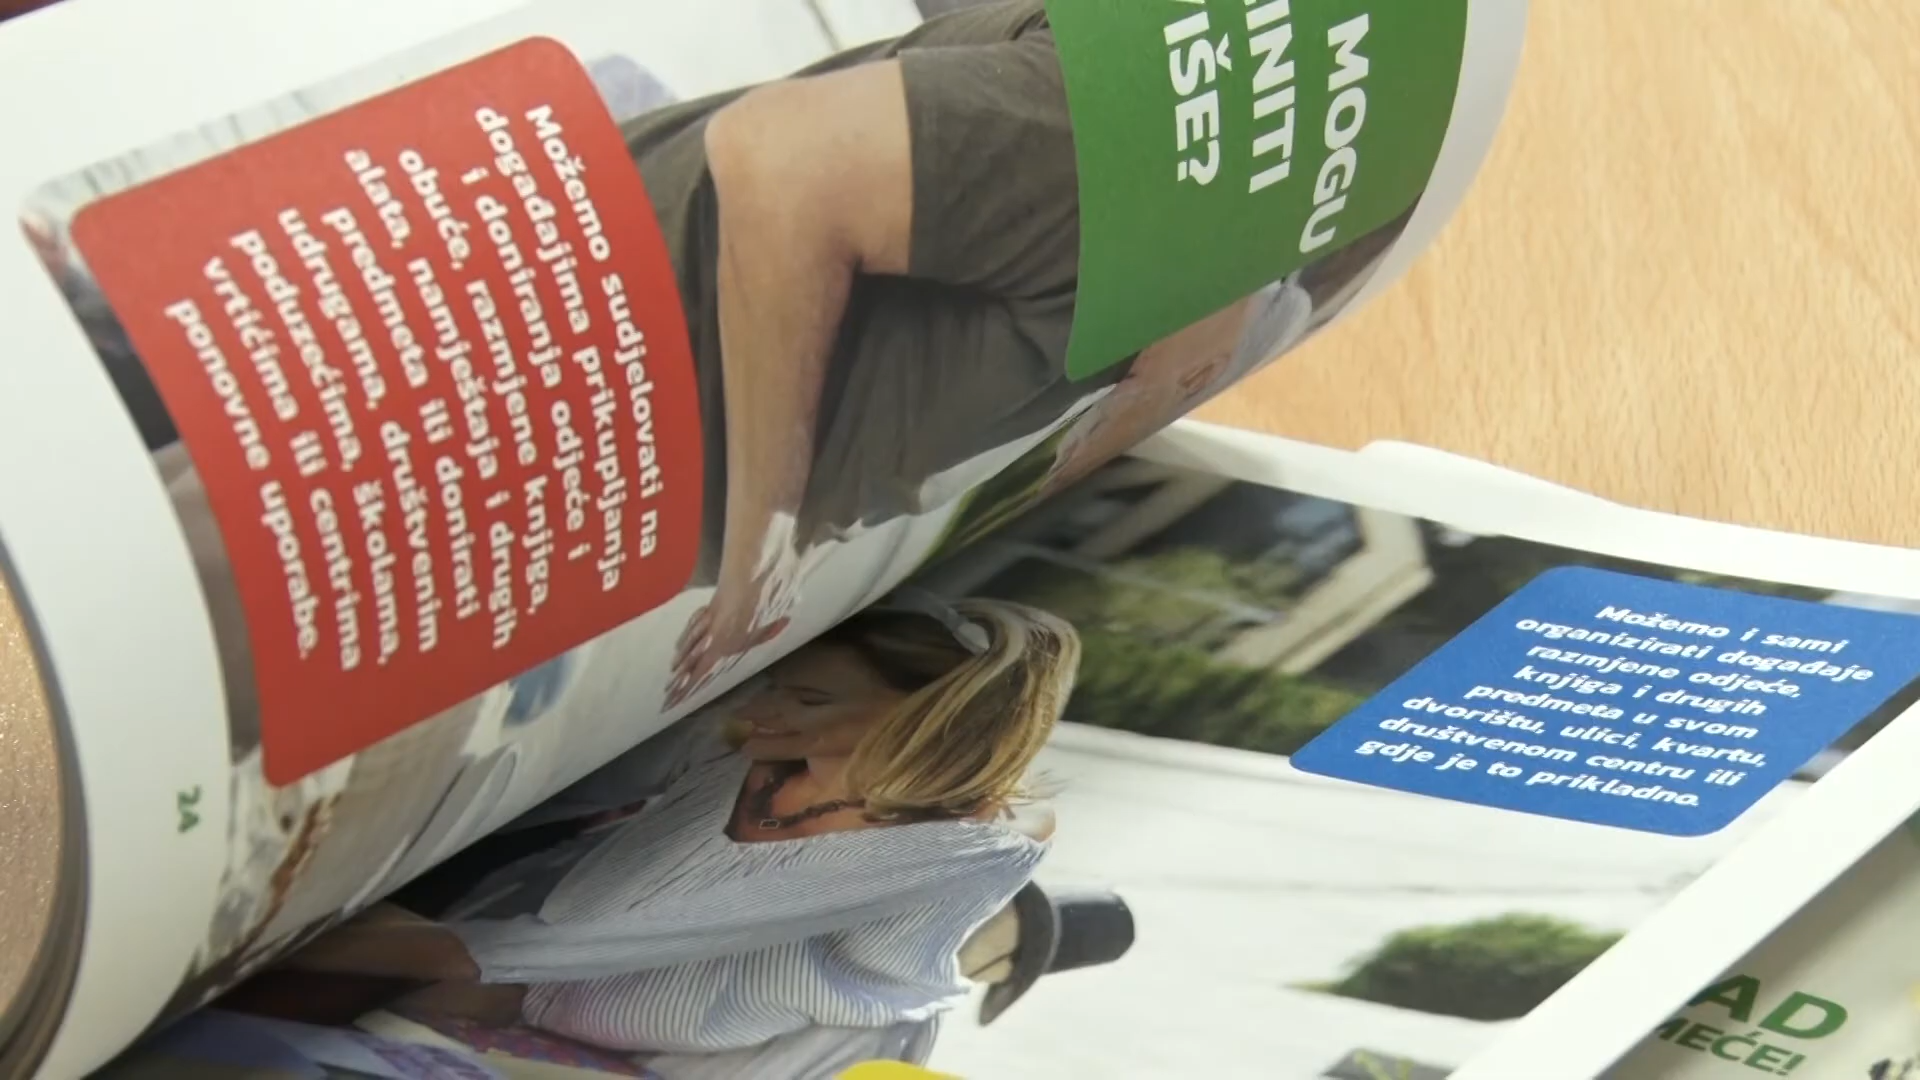 MOGU
INITI
VIŠE?
Možemo sudjelovati na
događajima prikupljanja
i doniranja odjeće i
obuće, razmjene knjiga,
alata, namještaja i drugih
predmeta ili donirati
udrugama, društvenim
poduzećima, školama,
vrtićima ili centrima
ponovne uporabe.
24
Možemo i sami
organizirati događaje
razmjene odjeće,
knjiga i drugih
predmeta u svom
dvorištu, ulici, kvartu,
društvenom centru ili
gdje je to prikladno.
AD
MEĆE!